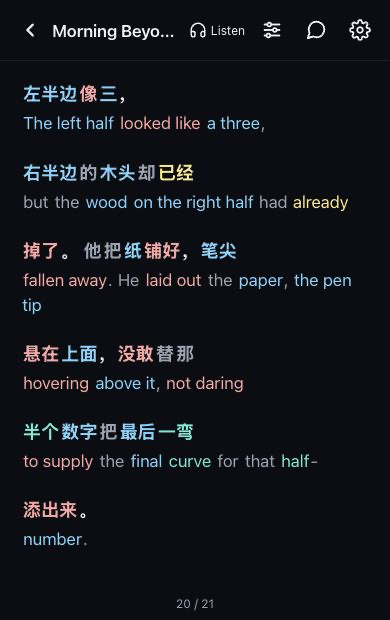 Morning Beyo... Listen
左半边像三，
The left half looked like a three,
右半边的木头却已经
but the wood on the right half had already
掉了。他把纸铺好，笔尖
fallen away. He laid out the paper, the pen
tip
悬在上面，没敢替那
hovering above it, not daring
半个数字把最后一弯
to supply the final curve for that half-
添出来。
number.
20 / 21